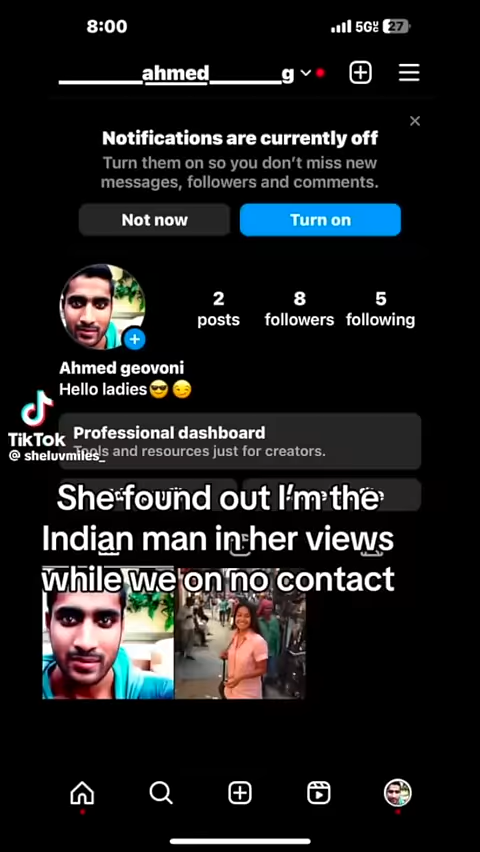 8:00
5GUC 27
_______ahmed_______g
Notifications are currently off
Turn them on so you don't miss new
messages, followers and comments.
Not now
Turn on
2
8
5
posts
followers
following
Ahmed geovoni
Hello ladies😎😏
TikTok
@ sheluvmiles_
Professional dashboard
Tools and resources just for creators.
She found out I'm the
Indian man in her views
while we on no contact